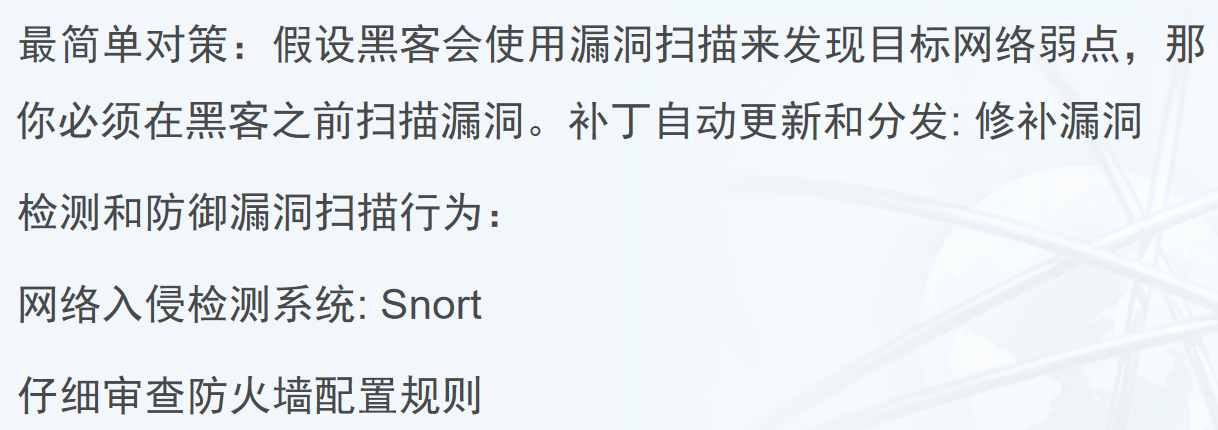 最简单对策：假设黑客会使用漏洞扫描来发现目标网络弱点，那
你必须在黑客之前扫描漏洞。补丁自动更新和分发: 修补漏洞
检测和防御漏洞扫描行为：
网络入侵检测系统: Snort
仔细审查防火墙配置规则